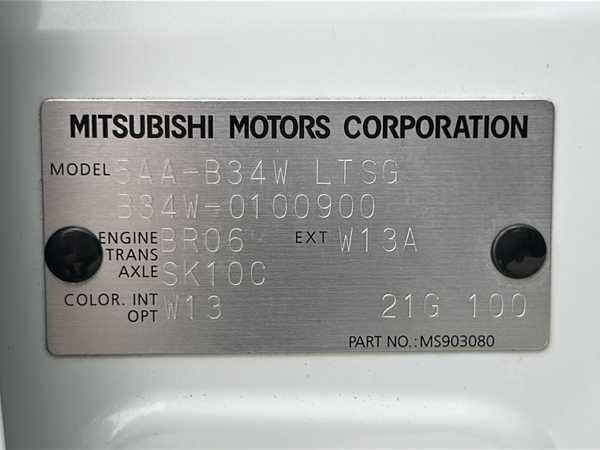 MITSUBISHI MOTORS CORPORATION
MODEL 5AA-B34W LTSG
B34W-0100900
ENGINE BR06 EXT W13A
TRANS
AXLE SK10C
COLOR. INT W13 21G 100
OPT
PART NO.:MS903080